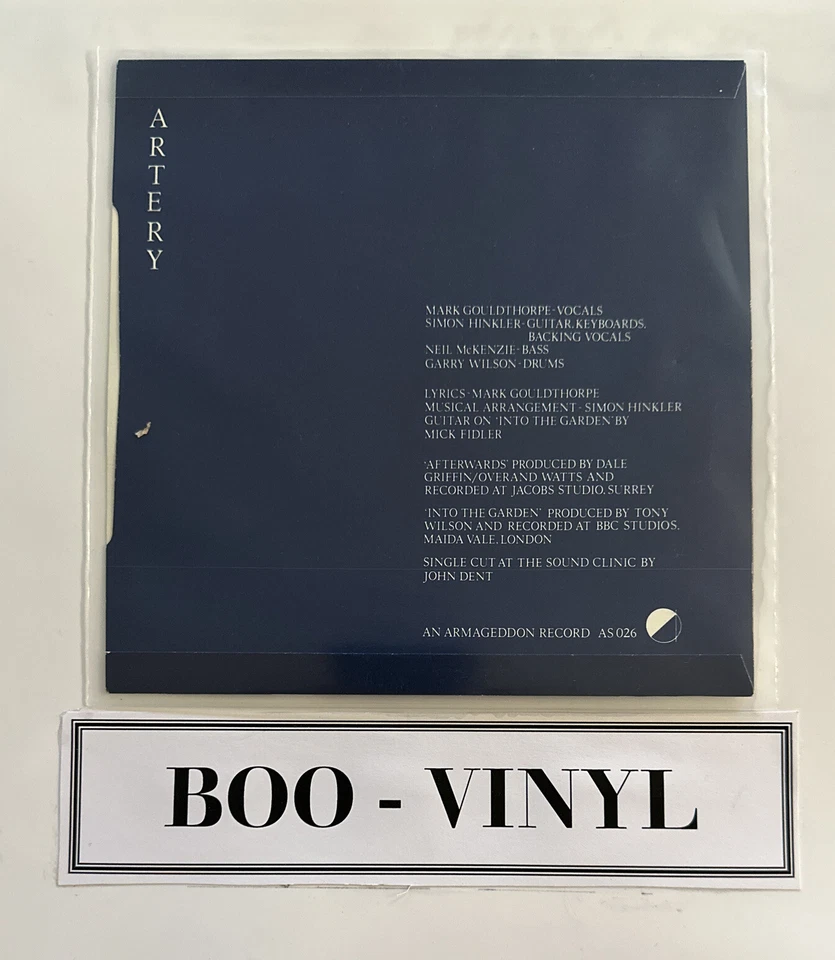 ARTERY
MARK GOULDTHORPE-VOCALS
SIMON HINKLER-GUITAR, KEYBOARDS,
BACKING VOCALS
NEIL McKENZIE-BASS
GARRY WILSON-DRUMS
LYRICS-MARK GOULDTHORPE
MUSICAL ARRANGEMENT-SIMON HINKLER
GUITAR ON 'INTO THE GARDEN' BY
MICK FIDLER
'AFTERWARDS' PRODUCED BY DALE
GRIFFIN/OVERAND WATTS AND
RECORDED AT JACOBS STUDIO, SURREY
'INTO THE GARDEN' PRODUCED BY TONY
WILSON AND RECORDED AT BBC STUDIOS,
MAIDA VALE, LONDON
SINGLE CUT AT THE SOUND CLINIC BY
JOHN DENT
AN ARMAGEDDON RECORD AS 026
BOO - VINYL